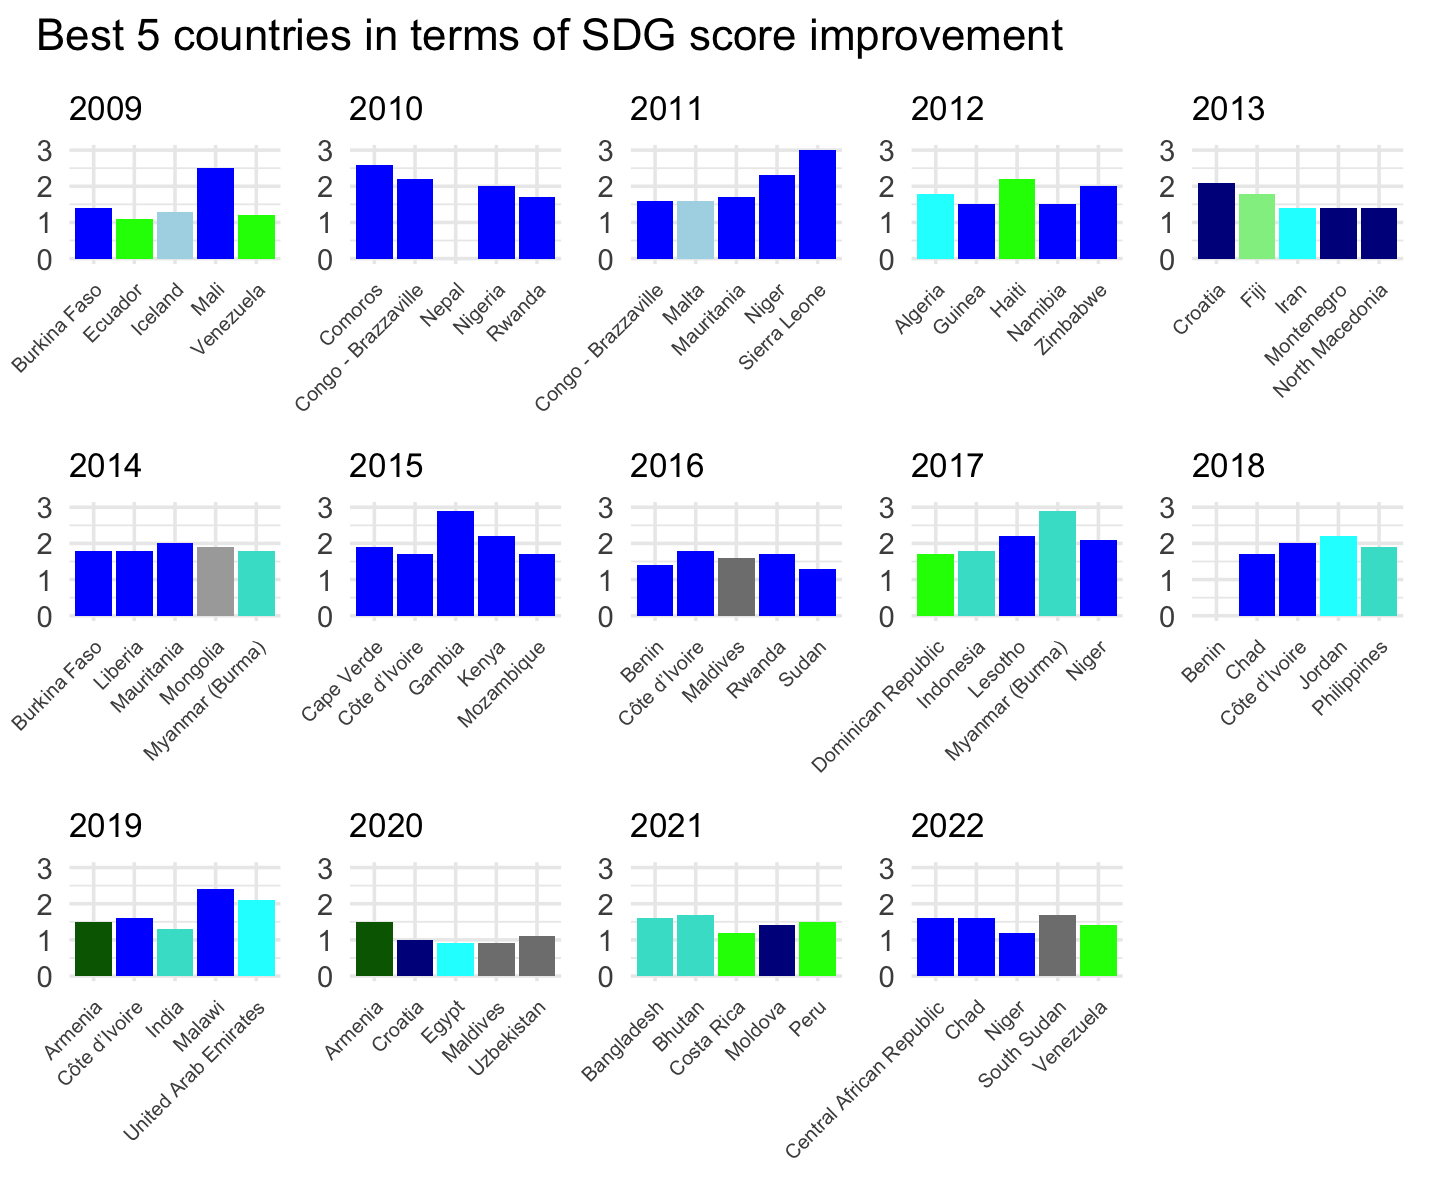 Best 5 countries in terms of SDG score improvement
2009
3
2
1
0
Burkina Faso
Ecuador
Iceland
Mali
Venezuela
2010
3
2
1
0
Comoros
Congo - Brazzaville
Nepal
Nigeria
Rwanda
2011
3
2
1
0
Congo - Brazzaville
Malta
Mauritania
Niger
Sierra Leone
2012
3
2
1
0
Algeria
Guinea
Haiti
Namibia
Zimbabwe
2013
3
2
1
0
Croatia
Fiji
Iran
Montenegro
North Macedonia
2014
3
2
1
0
Burkina Faso
Liberia
Mauritania
Mongolia
Myanmar (Burma)
2015
3
2
1
0
Cape Verde
Côte d'Ivoire
Gambia
Kenya
Mozambique
2016
3
2
1
0
Benin
Côte d'Ivoire
Maldives
Rwanda
Sudan
2017
3
2
1
0
Dominican Republic
Indonesia
Lesotho
Myanmar (Burma)
Niger
2018
3
2
1
0
Benin
Chad
Côte d'Ivoire
Jordan
Philippines
2019
3
2
1
0
Armenia
Côte d'Ivoire
India
Malawi
United Arab Emirates
2020
3
2
1
0
Armenia
Croatia
Egypt
Maldives
Uzbekistan
2021
3
2
1
0
Bangladesh
Bhutan
Costa Rica
Moldova
Peru
2022
3
2
1
0
Central African Republic
Chad
Niger
South Sudan
Venezuela